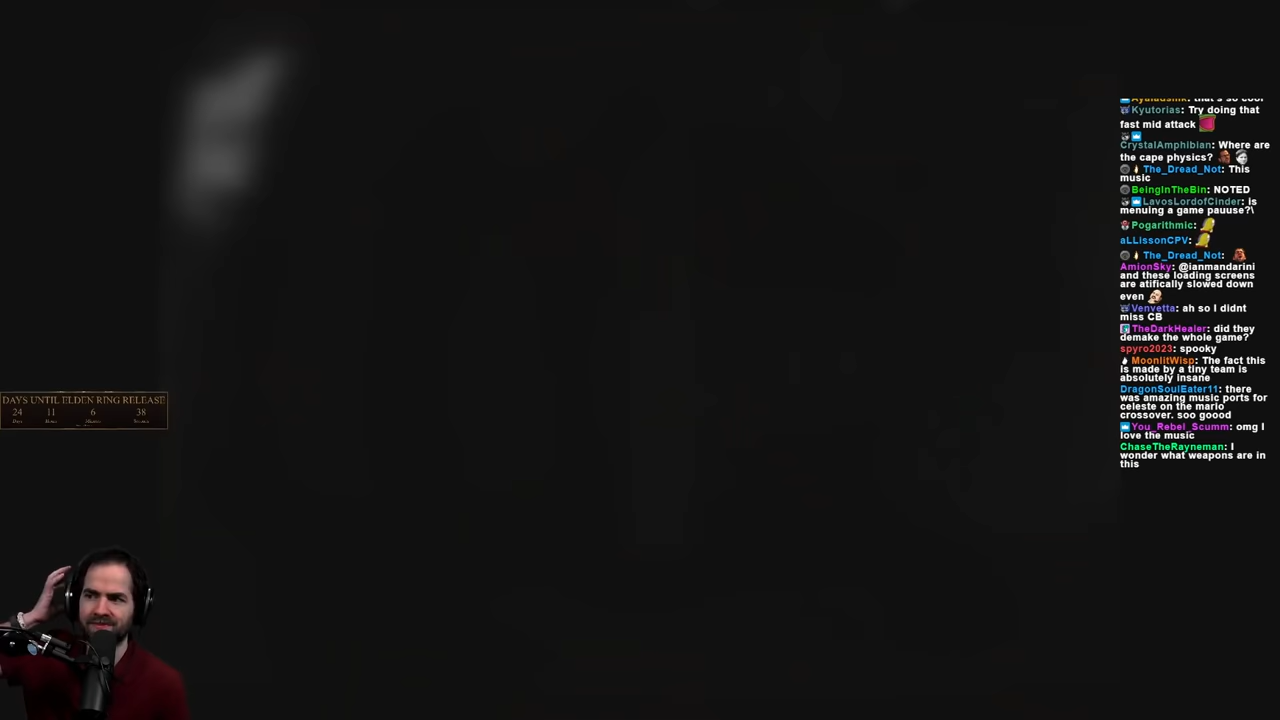 DAYS UNTIL ELDEN RING RELEASE
24 11 6 38
Kyutorias: Try doing that
fast mid attack
CrystalAmphibian: Where are
the cape physics?
The_Dread_Not: This
music
BeingInTheBin: NOTED
LavosLordofCinder: is
menuing a game pauuse?\
Pogarithmic:
aLLissonCPV:
The_Dread_Not:
AmionSky: @ianmandarini
and these loading screens
are atifically slowed down
even
Venvetta: ah so I didnt
miss CB
TheDarkHealer: did they
demake the whole game?
spyro2023: spooky
MoonlitWisp: The fact this
is made by a tiny team is
absolutely insane
DragonSoulEater11: there
was amazing music ports for
celeste on the mario
crossover. soo goood
You_Rebel_Scumm: omg I
love the music
ChaseTheRayneman: I
wonder what weapons are in
this